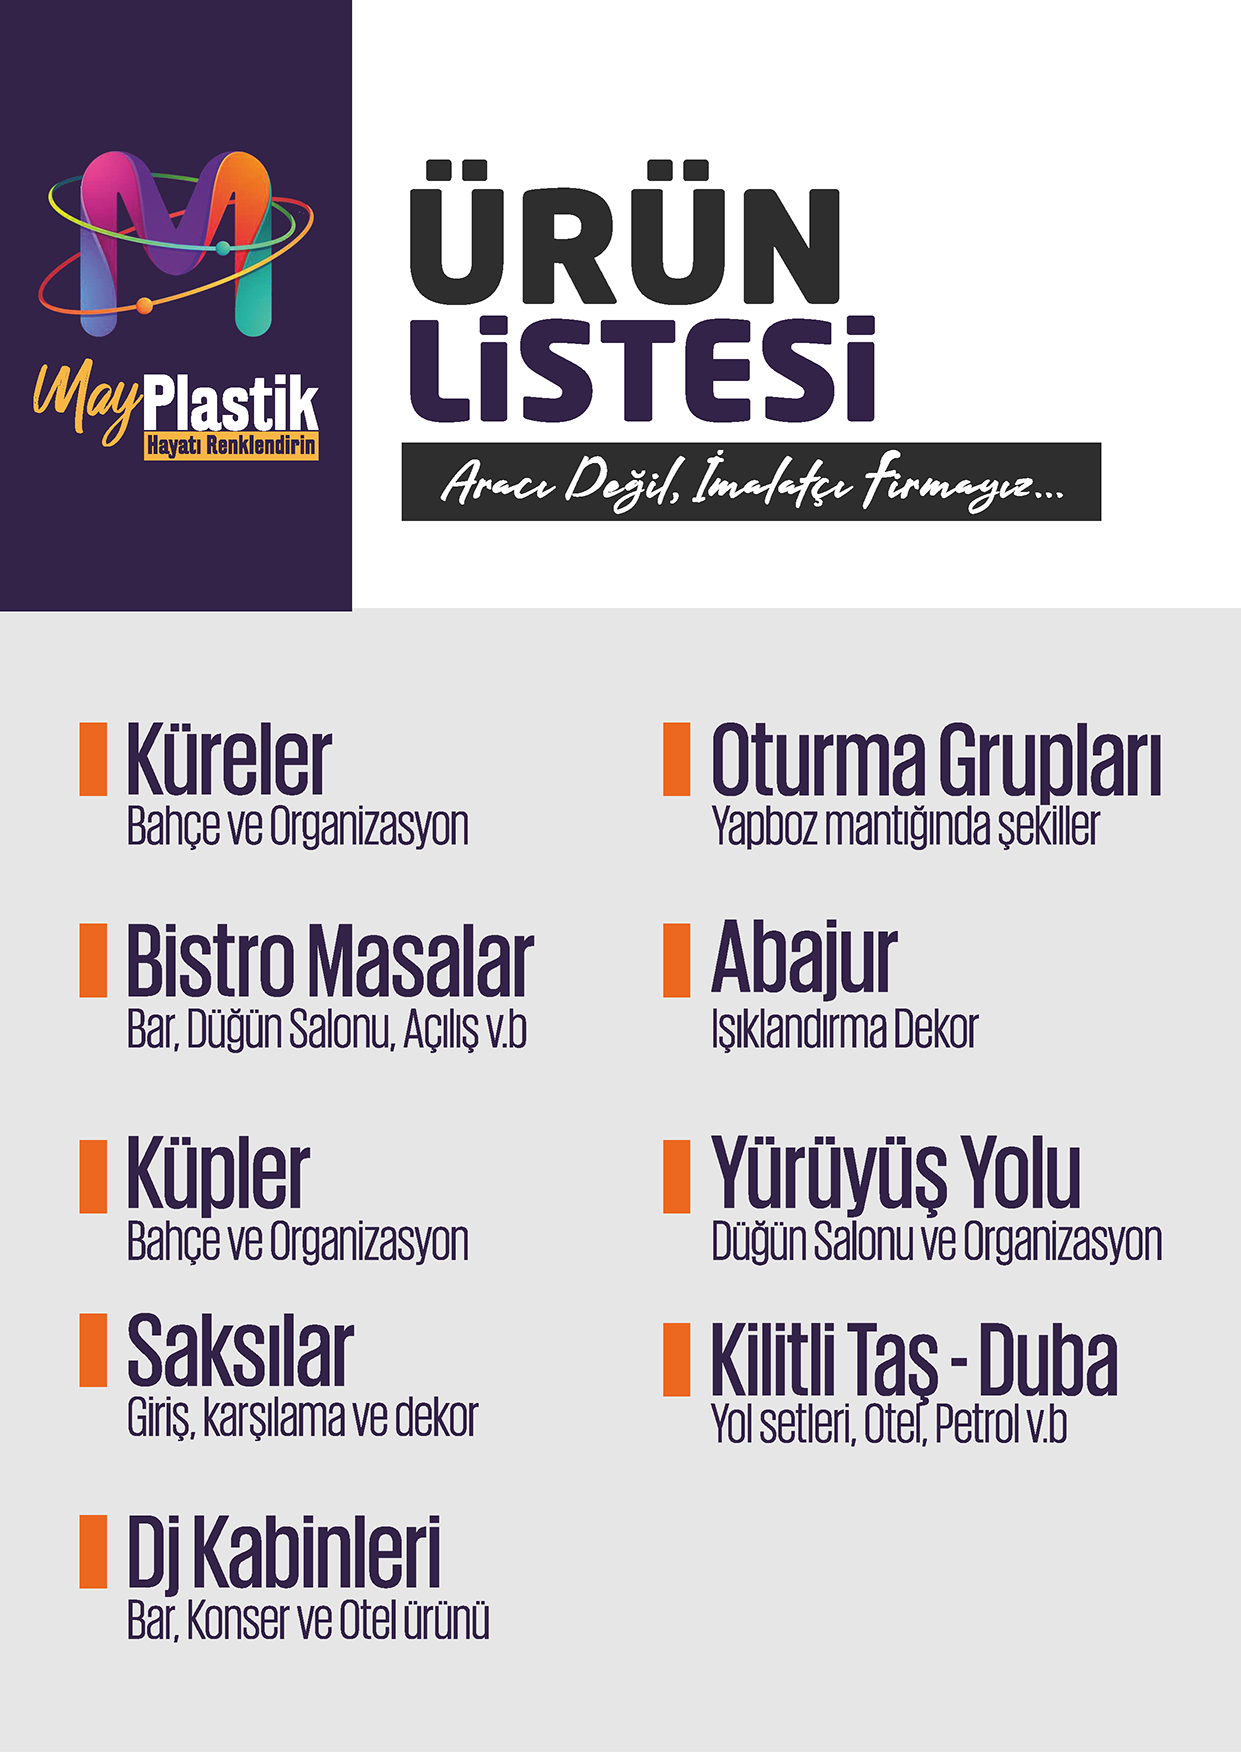 May Plastik
Hayatı Renklendirin
ÜRÜN
LiSTESi
Aracı Değil, İmalatçı Firmayız...
Küreler
Bahçe ve Organizasyon
Bistro Masalar
Bar, Düğün Salonu, Açılış v.b
Küpler
Bahçe ve Organizasyon
Saksılar
Giriş, karşılama ve dekor
Dj Kabinleri
Bar, Konser ve Otel ürünü
Oturma Grupları
Yapboz mantığında şekiller
Abajur
Işıklandırma Dekor
Yürüyüş Yolu
Düğün Salonu ve Organizasyon
Kilitli Taş - Duba
Yol setleri, Otel, Petrol v.b